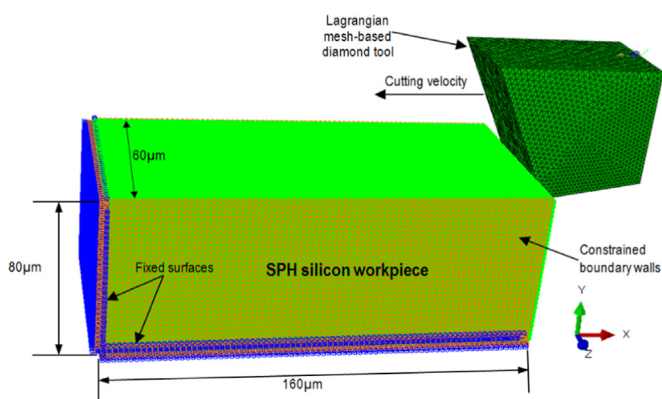 Lagrangian
mesh-based
diamond tool
Cutting velocity
60µm
80µm
Fixed surfaces
SPH silicon workpiece
Constrained
boundary walls
Y
X
Z
160µm